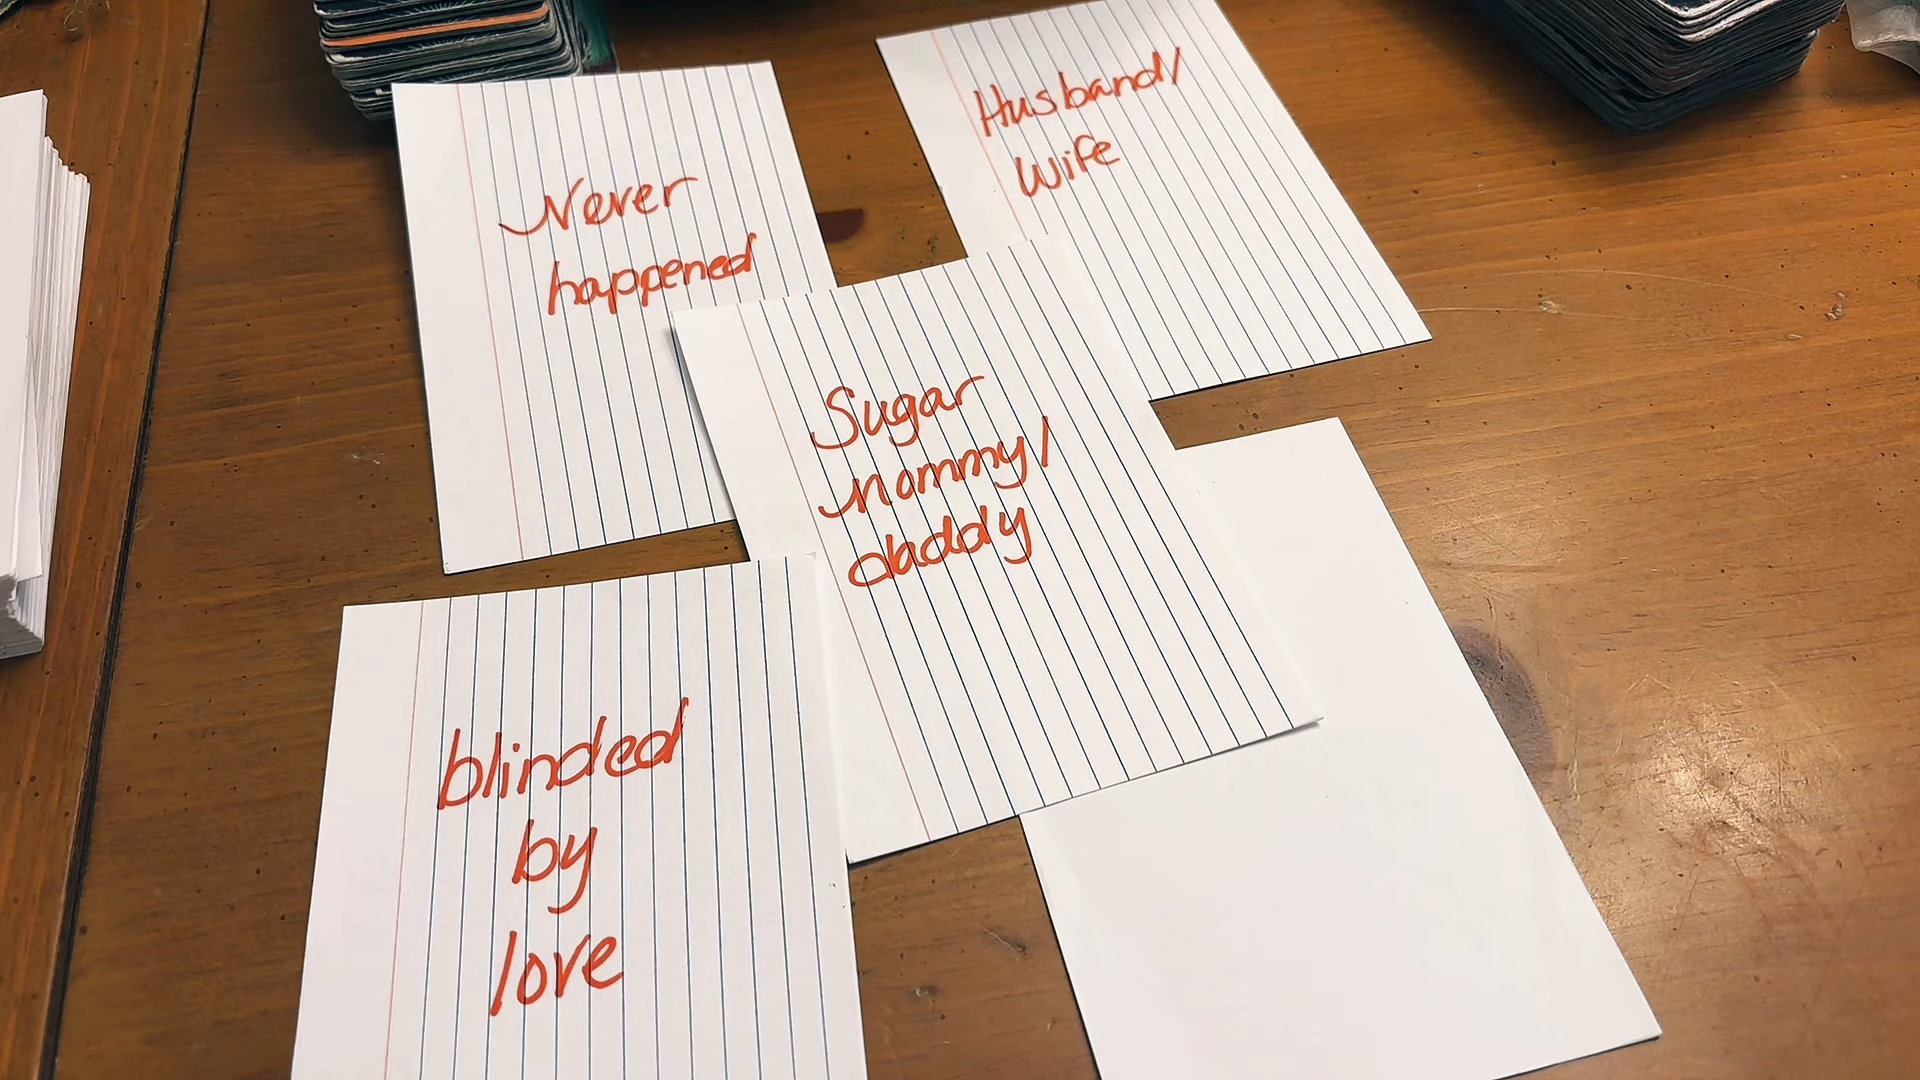 Never
happened
Husband/
Wife
Sugar
mommy/
daddy
blinded
by
love